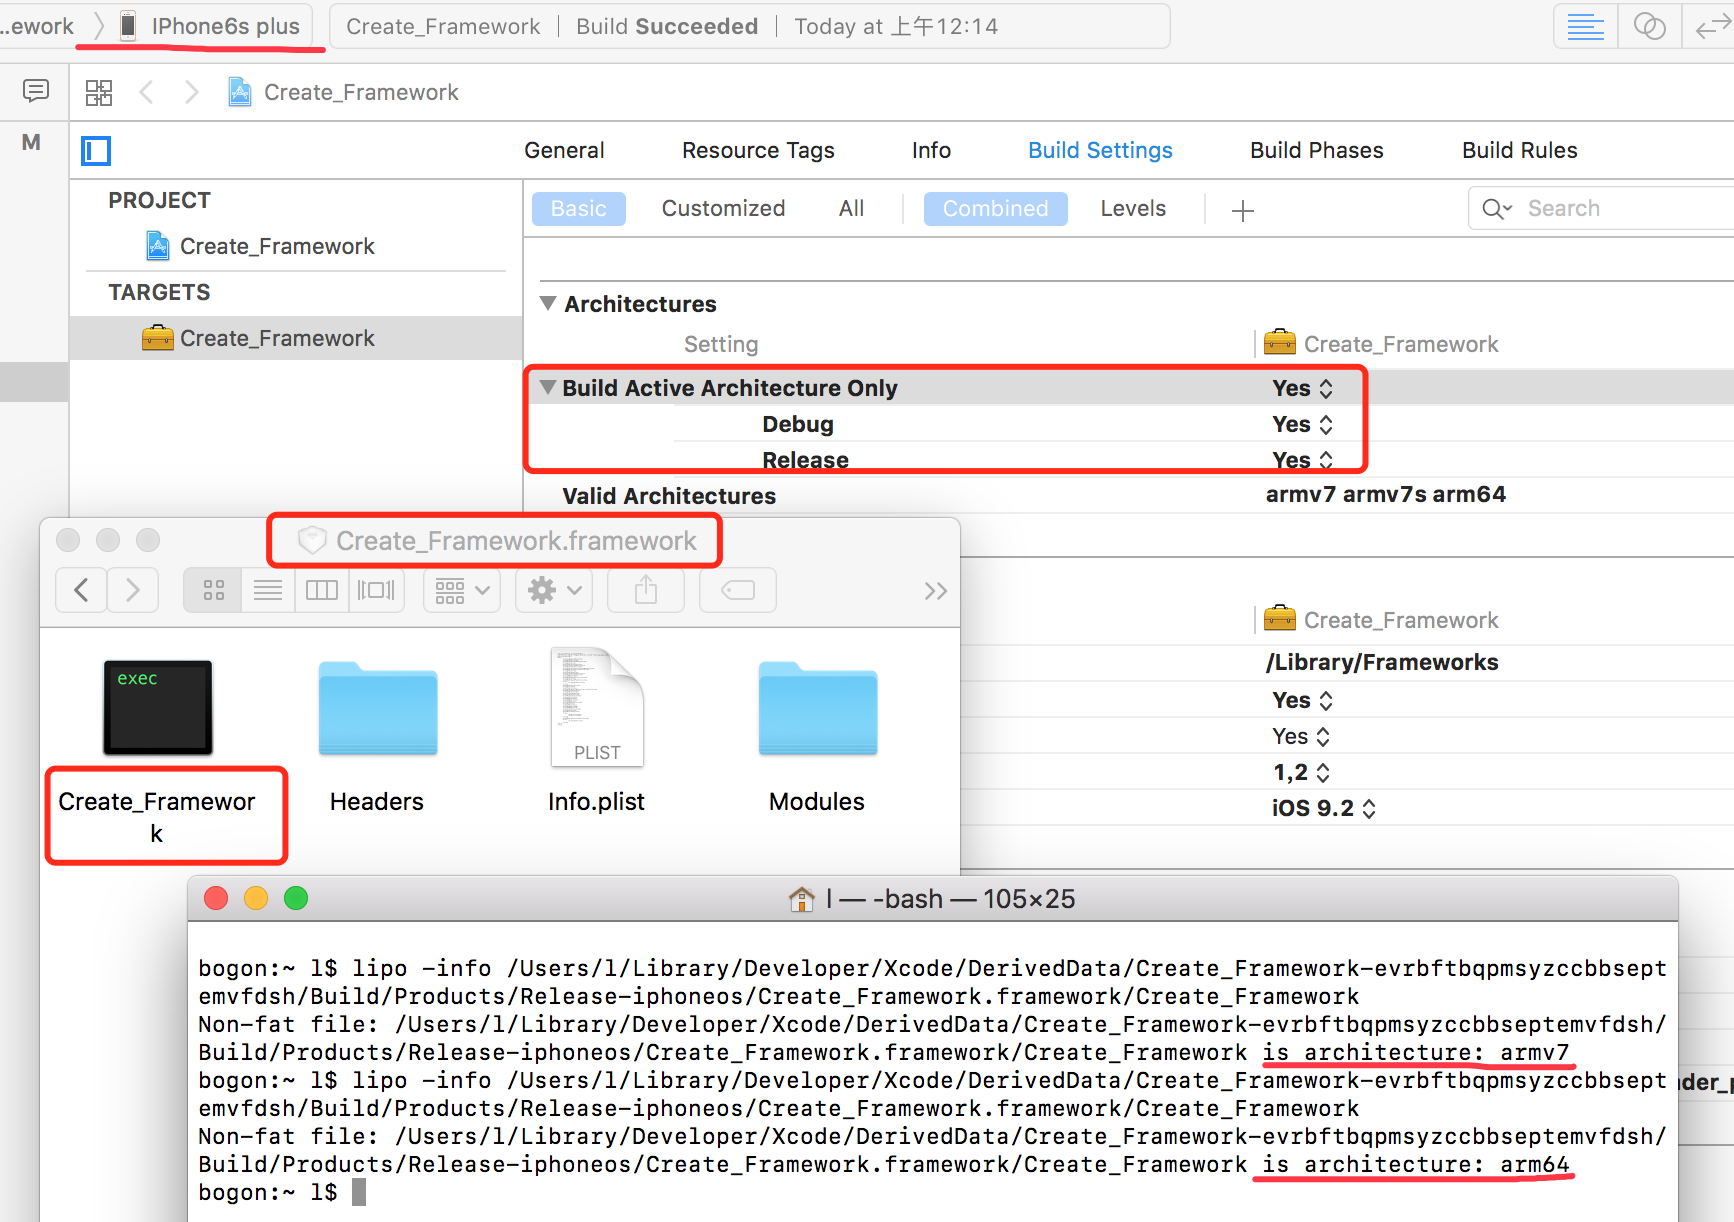 ..ework
IPhone6s plus
Create_Framework
Build Succeeded
Today at 上午12:14
Create_Framework
M
General
Resource Tags
Info
Build Settings
Build Phases
Build Rules
PROJECT
Create_Framework
TARGETS
Create_Framework
Basic
Customized
All
Combined
Levels
Search
Architectures
Setting
Create_Framework
Build Active Architecture Only
Yes
Debug
Yes
Release
Yes
Valid Architectures
armv7 armv7s arm64
Create_Framework
/Library/Frameworks
Yes
Yes
1,2
iOS 9.2
Create_Framework.framework
exec
PLIST
Create_Framewor
k
Headers
Info.plist
Modules
l — -bash — 105×25
bogon:~ l$ lipo -info /Users/l/Library/Developer/Xcode/DerivedData/Create_Framework-evrbftbqpmsyzccbbsept
emvfdsh/Build/Products/Release-iphoneos/Create_Framework.framework/Create_Framework
Non-fat file: /Users/l/Library/Developer/Xcode/DerivedData/Create_Framework-evrbftbqpmsyzccbbseptemvfdsh/
Build/Products/Release-iphoneos/Create_Framework.framework/Create_Framework is architecture: armv7
bogon:~ l$ lipo -info /Users/l/Library/Developer/Xcode/DerivedData/Create_Framework-evrbftbqpmsyzccbbsept
emvfdsh/Build/Products/Release-iphoneos/Create_Framework.framework/Create_Framework
Non-fat file: /Users/l/Library/Developer/Xcode/DerivedData/Create_Framework-evrbftbqpmsyzccbbseptemvfdsh/
Build/Products/Release-iphoneos/Create_Framework.framework/Create_Framework is architecture: arm64
bogon:~ l$